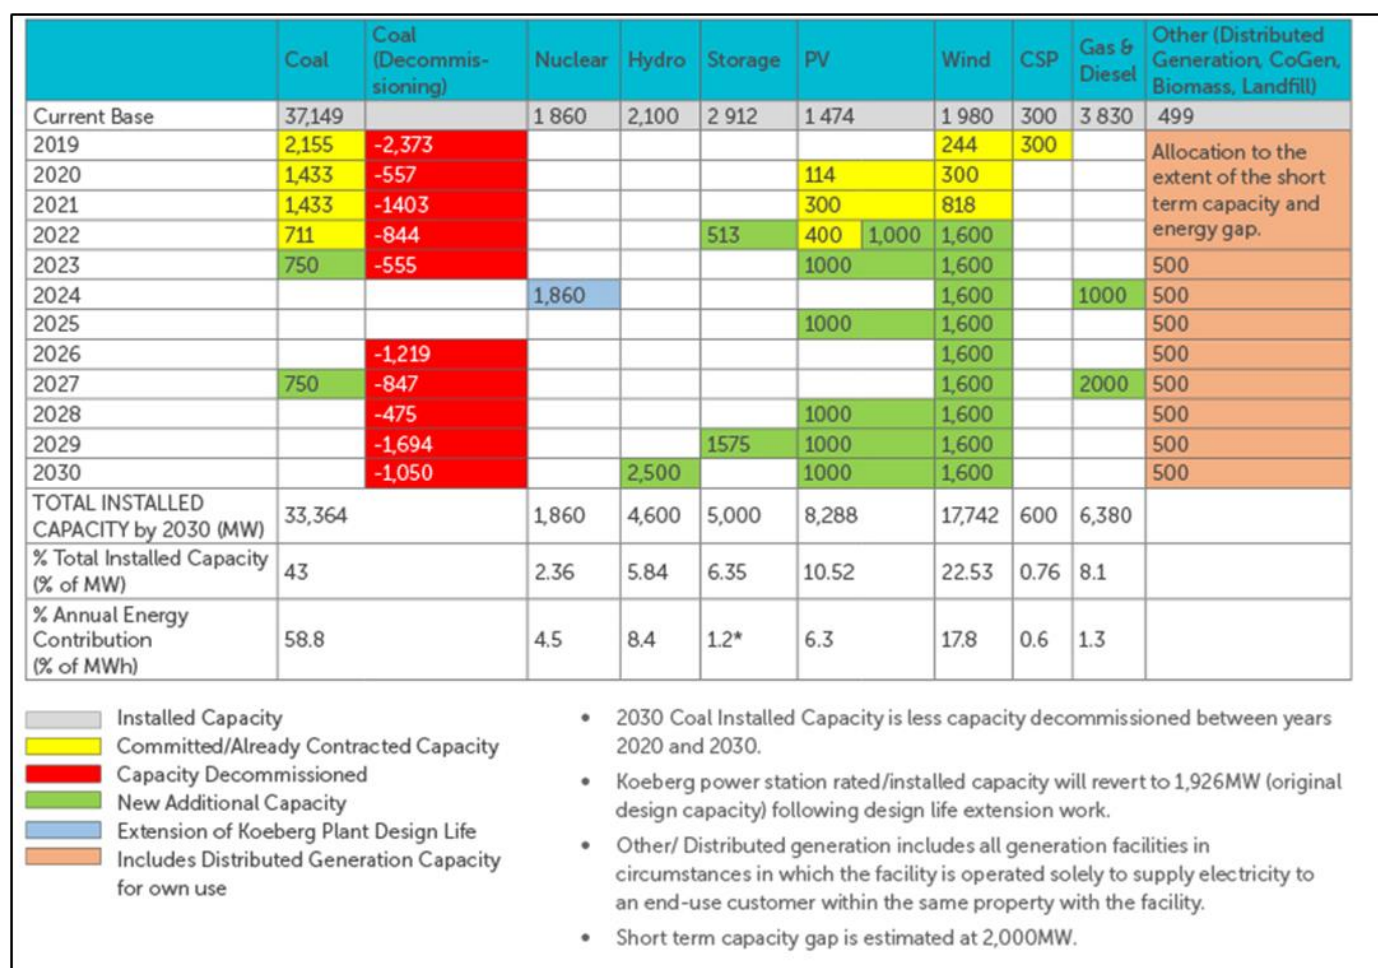 Coal Coal (Decommis-sioning) Nuclear Hydro Storage PV Wind CSP Gas & Diesel Other (Distributed Generation, CoGen, Biomass, Landfill)
Current Base 37,149 1 860 2,100 2 912 1 474 1 980 300 3 830 499
2019 2,155 -2,373 244 300 Allocation to the extent of the short term capacity and energy gap.
2020 1,433 -557 114 300
2021 1,433 -1403 300 818
2022 711 -844 513 400 1,000 1,600
2023 750 -555 1000 1,600 500
2024 1,860 1,600 1000 500
2025 1000 1,600 500
2026 -1,219 1,600 500
2027 750 -847 1,600 2000 500
2028 -475 1000 1,600 500
2029 -1,694 1575 1000 1,600 500
2030 -1,050 2,500 1000 1,600 500
TOTAL INSTALLED CAPACITY by 2030 (MW) 33,364 1,860 4,600 5,000 8,288 17,742 600 6,380
% Total Installed Capacity (% of MW) 43 2.36 5.84 6.35 10.52 22.53 0.76 8.1
% Annual Energy Contribution (% of MWh) 58.8 4.5 8.4 1.2* 6.3 17.8 0.6 1.3
Installed Capacity
Committed/Already Contracted Capacity
Capacity Decommissioned
New Additional Capacity
Extension of Koeberg Plant Design Life
Includes Distributed Generation Capacity
for own use
• 2030 Coal Installed Capacity is less capacity decommissioned between years
2020 and 2030.
• Koeberg power station rated/installed capacity will revert to 1,926MW (original
design capacity) following design life extension work.
• Other/ Distributed generation includes all generation facilities in
circumstances in which the facility is operated solely to supply electricity to
an end-use customer within the same property with the facility.
• Short term capacity gap is estimated at 2,000MW.